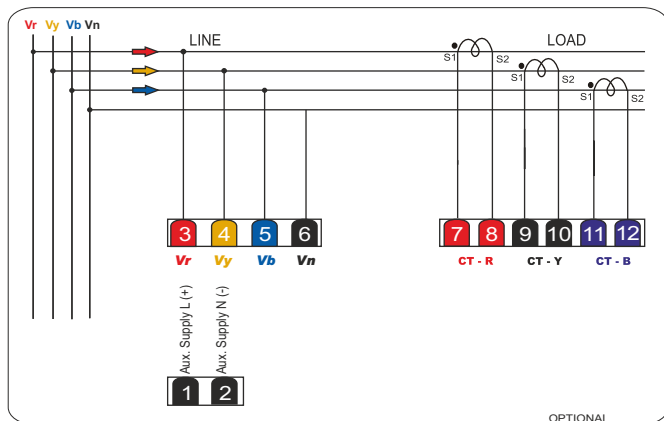 Vr Vy Vb Vn
LINE LOAD
S1 S2
S1 S2
S1 S2
3 4 5 6 7 8 9 10 11 12
Vr Vy Vb Vn CT - R CT - Y CT - B
Aux. Supply L (+)
Aux. Supply N (-)
1 2
OPTIONAL